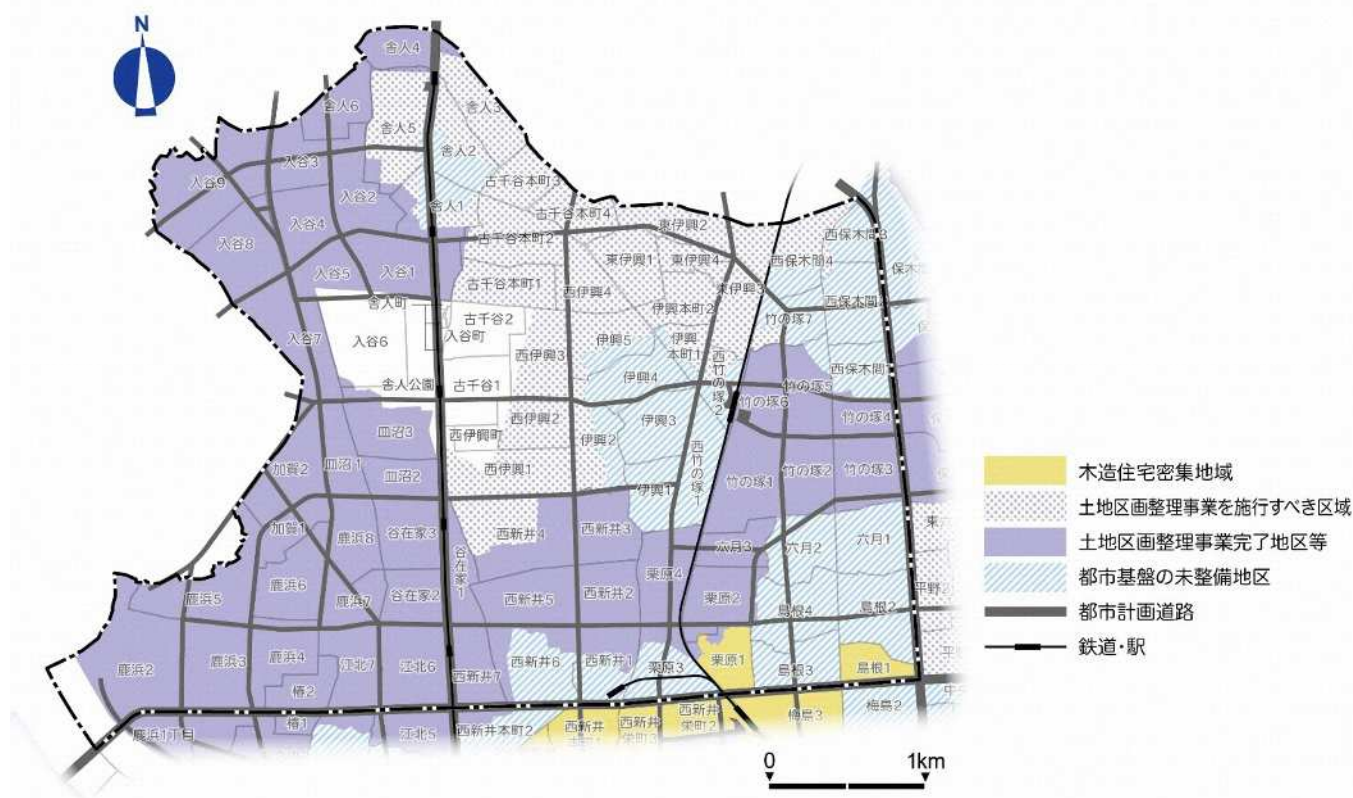 N
舎人4
舎人6
舎人3
舎人5
舎人2
入谷3
入谷9
入谷2
古千谷本町3
舎人1
古千谷本町4
入谷4
東伊興2
入谷8
古千谷本町2
西保木間3
入谷5
入谷1
東伊興1
東伊興4
西保木間4
古千谷本町1
西伊興4
東伊興3
舎人町
伊興本町2
古千谷2
竹の塚7
入谷7
入谷6
入谷町
西伊興3
伊興5
伊興
本町1
西竹の塚2
舎人公園
古千谷1
伊興4
竹の塚5
竹の塚6
西伊興2
伊興3
竹の塚4
皿沼3
西伊興町
伊興2
加賀2
皿沼1
皿沼2
西伊興1
西竹の塚1
竹の塚2
竹の塚3
竹の塚1
伊興1
加賀1
鹿浜8
谷在家3
谷在家1
西新井4
西新井3
六月3
六月2
六月1
栗原4
鹿浜6
鹿浜5
鹿浜7
谷在家2
西新井5
西新井2
栗原2
平野2
島根4
島根2
鹿浜2
鹿浜3
鹿浜4
江北7
江北6
西新井7
西新井6
西新井1
栗原3
栗原1
島根3
島根1
椿2
椿1
鹿浜1丁目
江北5
西新井本町2
西新井
西新井
栄町3
西新井
栄町2
梅島3
梅島2
木造住宅密集地域
土地区画整理事業を施行すべき区域
土地区画整理事業完了地区等
都市基盤の未整備地区
都市計画道路
鉄道・駅
0
1km